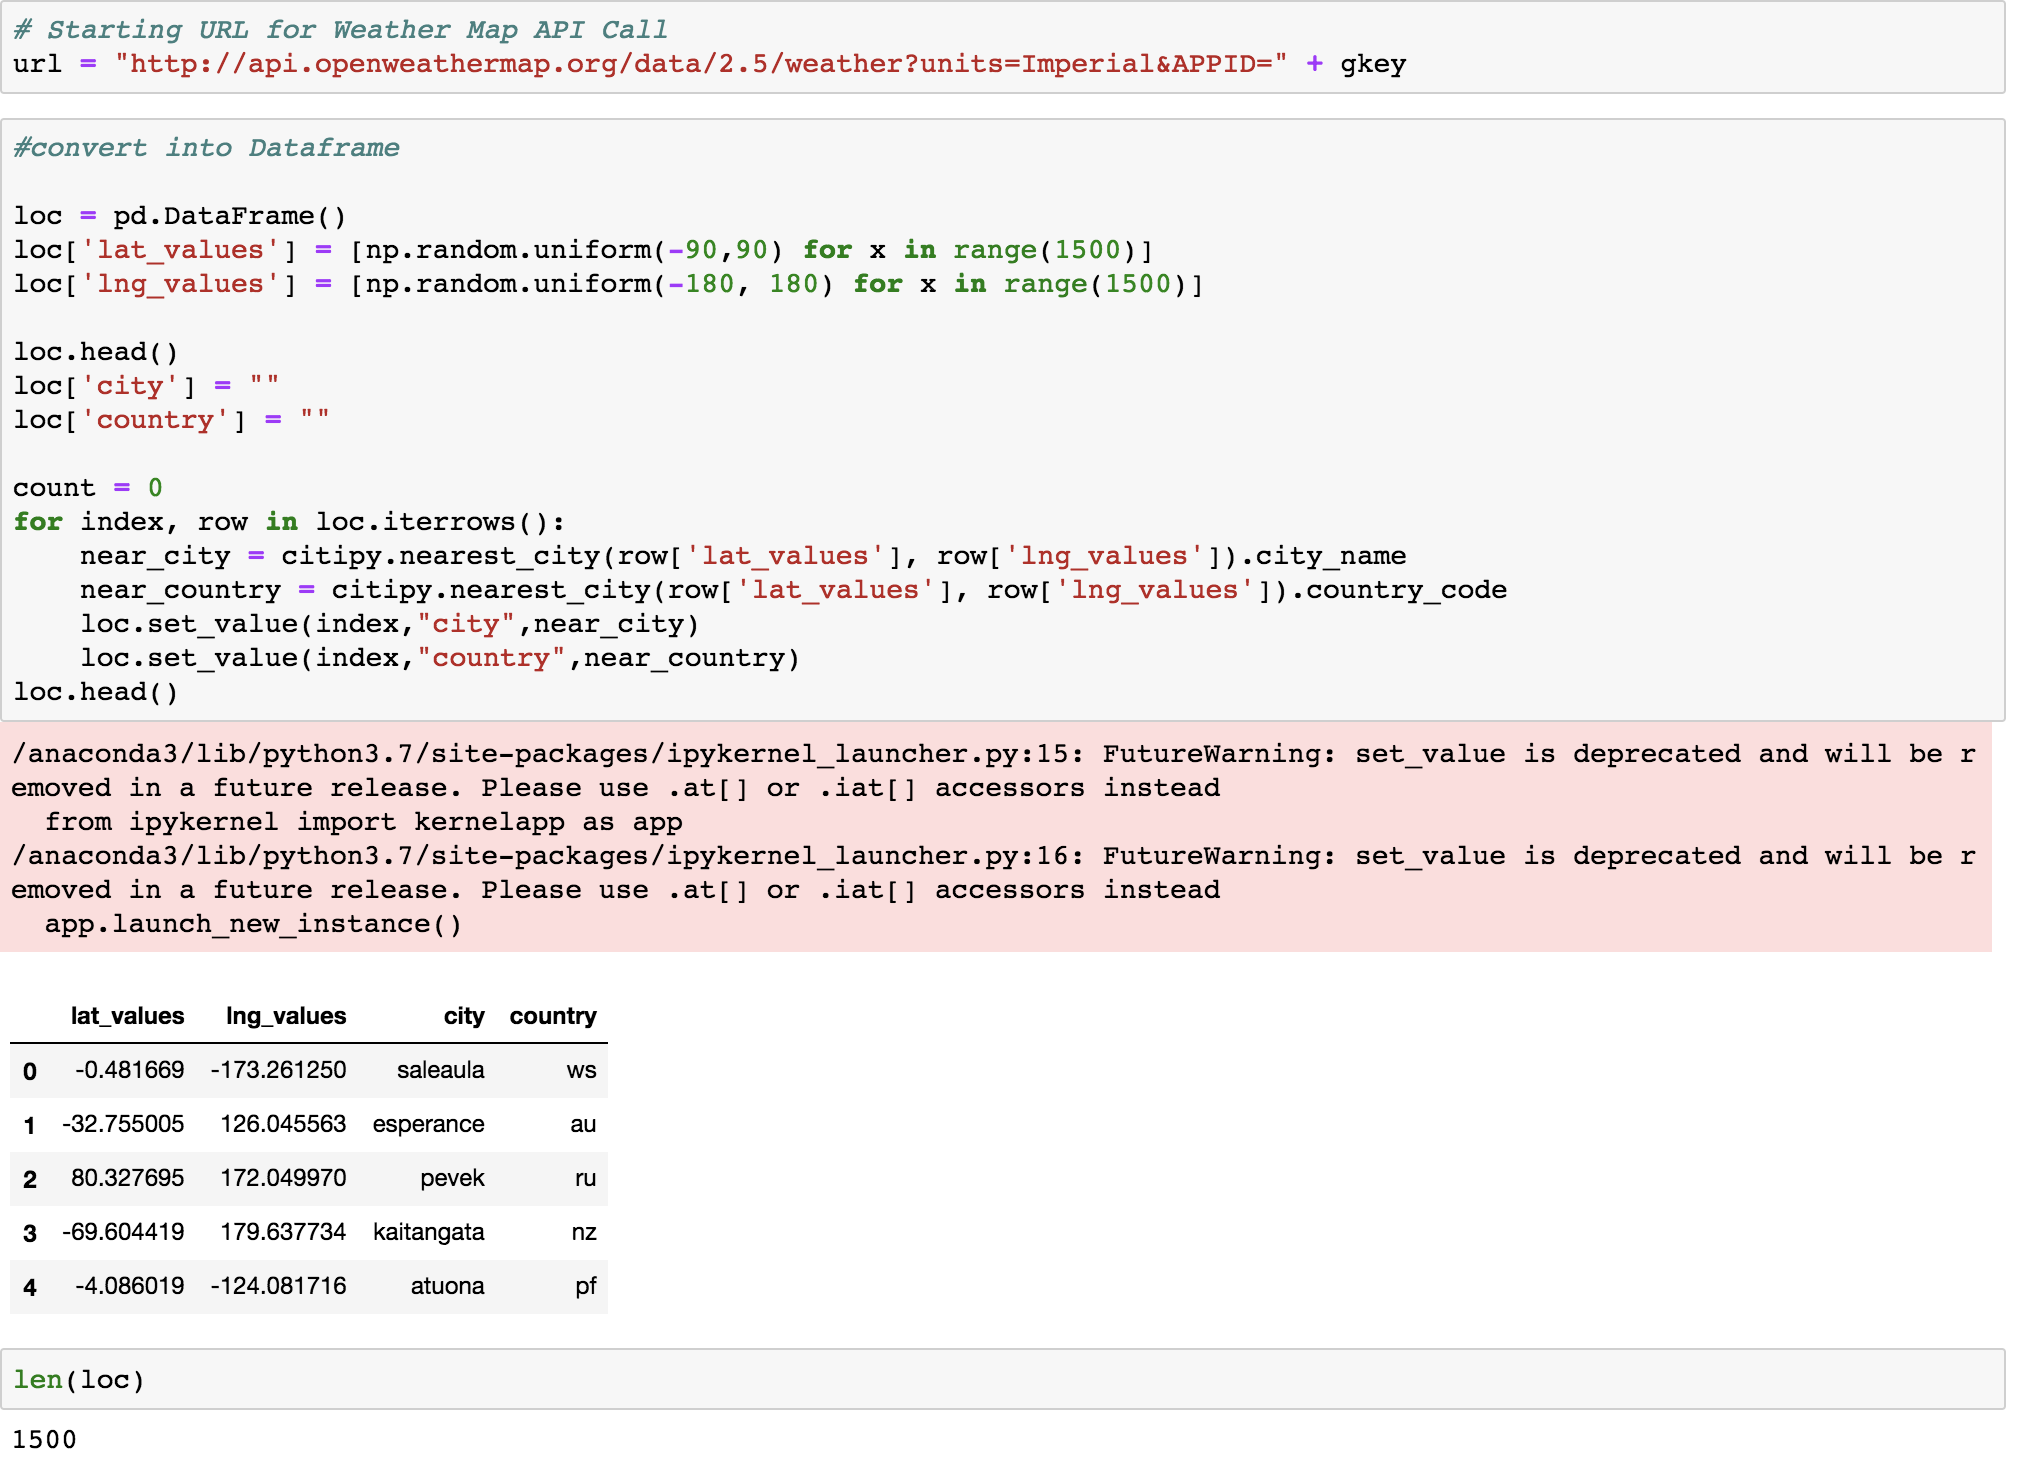 # Starting URL for Weather Map API Call
url = "http://api.openweathermap.org/data/2.5/weather?units=Imperial&APPID=" + gkey
#convert into Dataframe
loc = pd.DataFrame()
loc['lat_values'] = [np.random.uniform(-90,90) for x in range(1500)]
loc['lng_values'] = [np.random.uniform(-180, 180) for x in range(1500)]
loc.head()
loc['city'] = ""
loc['country'] = ""
count = 0
for index, row in loc.iterrows():
    near_city = citipy.nearest_city(row['lat_values'], row['lng_values']).city_name
    near_country = citipy.nearest_city(row['lat_values'], row['lng_values']).country_code
    loc.set_value(index,"city",near_city)
    loc.set_value(index,"country",near_country)
loc.head()
/anaconda3/lib/python3.7/site-packages/ipykernel_launcher.py:15: FutureWarning: set_value is deprecated and will be r
emoved in a future release. Please use .at[] or .iat[] accessors instead
  from ipykernel import kernelapp as app
/anaconda3/lib/python3.7/site-packages/ipykernel_launcher.py:16: FutureWarning: set_value is deprecated and will be r
emoved in a future release. Please use .at[] or .iat[] accessors instead
  app.launch_new_instance()
lat_values lng_values city country
0 -0.481669 -173.261250 saleaula ws
1 -32.755005 126.045563 esperance au
2 80.327695 172.049970 pevek ru
3 -69.604419 179.637734 kaitangata nz
4 -4.086019 -124.081716 atuona pf
len(loc)
1500